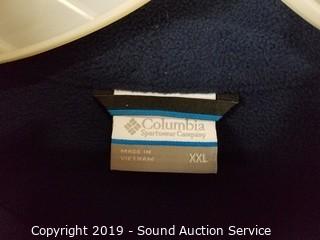 Columbia
Sportswear Company
MADE IN
VIETNAM
XXL
Copyright 2019 - Sound Auction Service